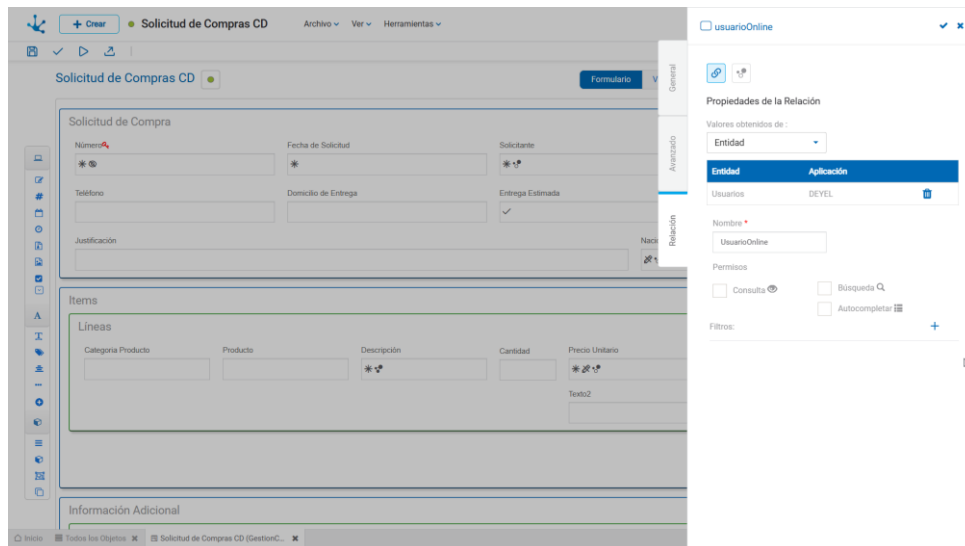 + Crear
Solicitud de Compras CD
Archivo
Ver
Herramientas
usuarioOnline
Solicitud de Compras CD
Formulario
General
Avanzado
Relación
Propiedades de la Relación
Valores obtenidos de :
Entidad
Entidad Aplicación
Usuarios DEYEL
Nombre *
UsuarioOnline
Permisos
Consulta
Búsqueda
Autocompletar
Filtros:
Solicitud de Compra
Número Fecha de Solicitud Solicitante
Teléfono Domicilio de Entrega Entrega Estimada
Justificación Naci
Items
Líneas
Categoria Producto Producto Descripción Cantidad Precio Unitario
Texto2
Información Adicional
Inicio Todos los Objetos Solicitud de Compras CD (GestionC...